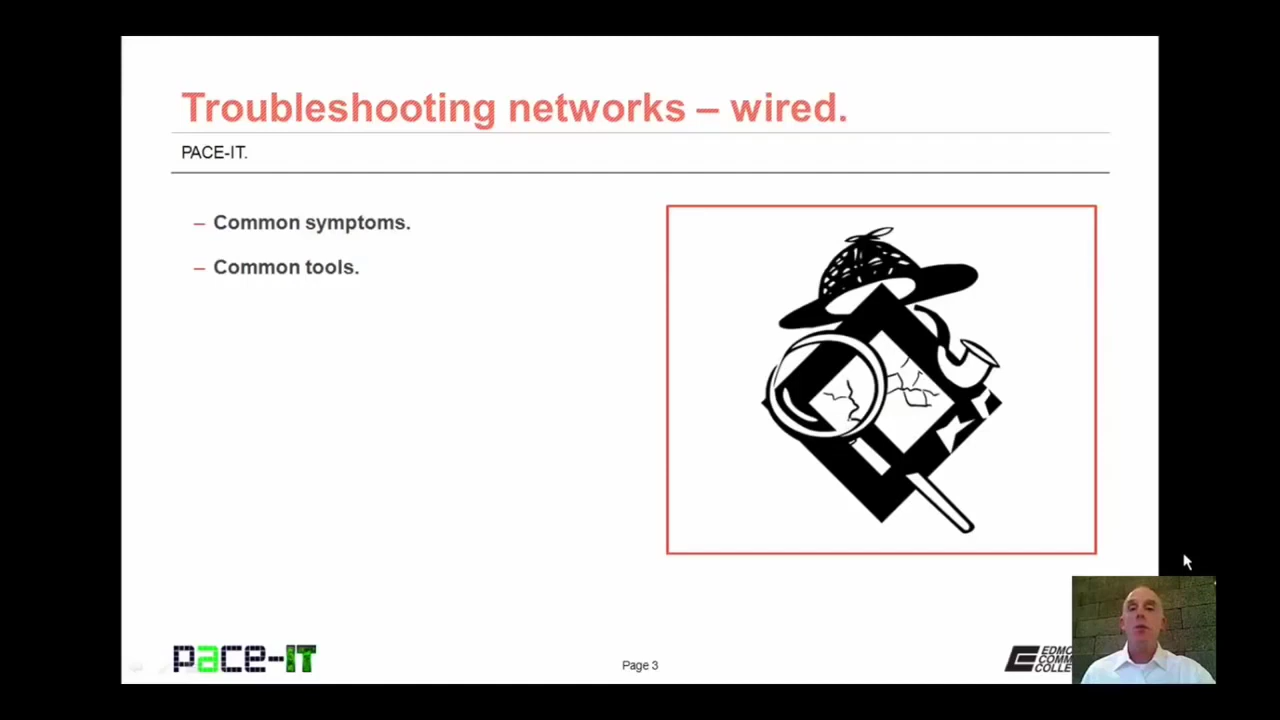 Troubleshooting networks – wired.
PACE-IT.
– Common symptoms.
– Common tools.
pace-IT
Page 3